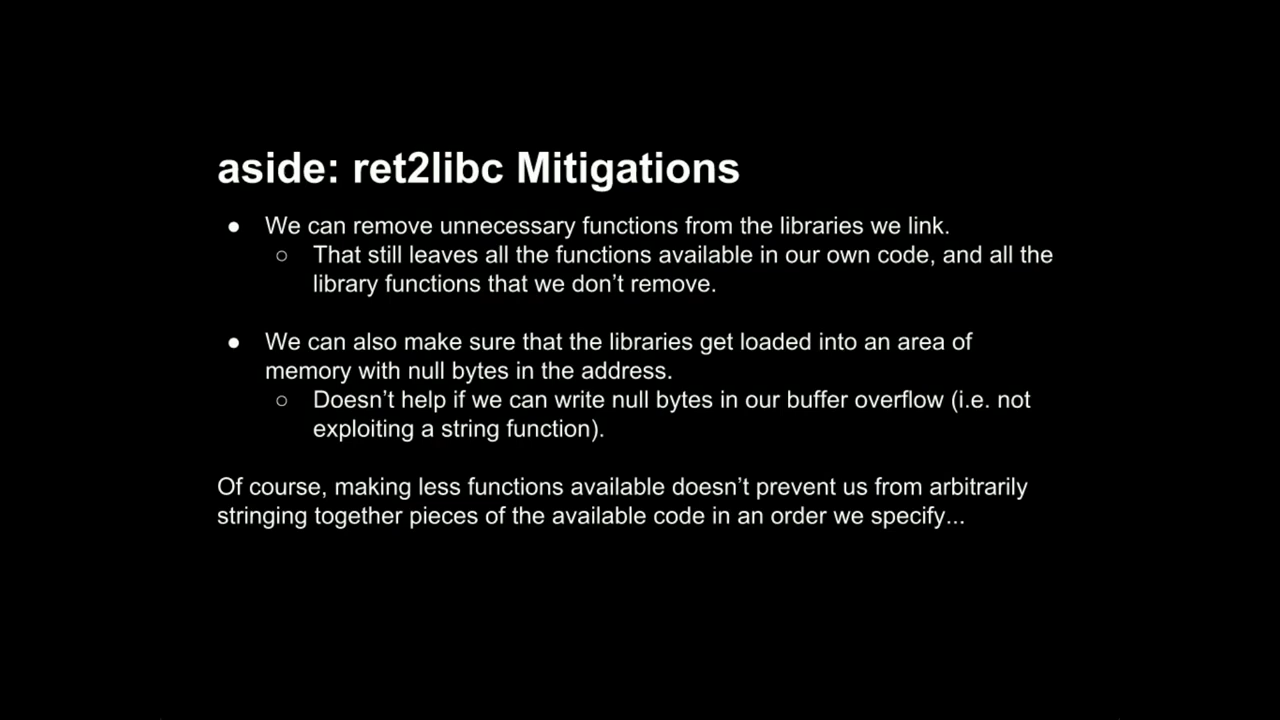 aside: ret2libc Mitigations
● We can remove unnecessary functions from the libraries we link.
○ That still leaves all the functions available in our own code, and all the
library functions that we don’t remove.
● We can also make sure that the libraries get loaded into an area of
memory with null bytes in the address.
○ Doesn’t help if we can write null bytes in our buffer overflow (i.e. not
exploiting a string function).
Of course, making less functions available doesn’t prevent us from arbitrarily
stringing together pieces of the available code in an order we specify...